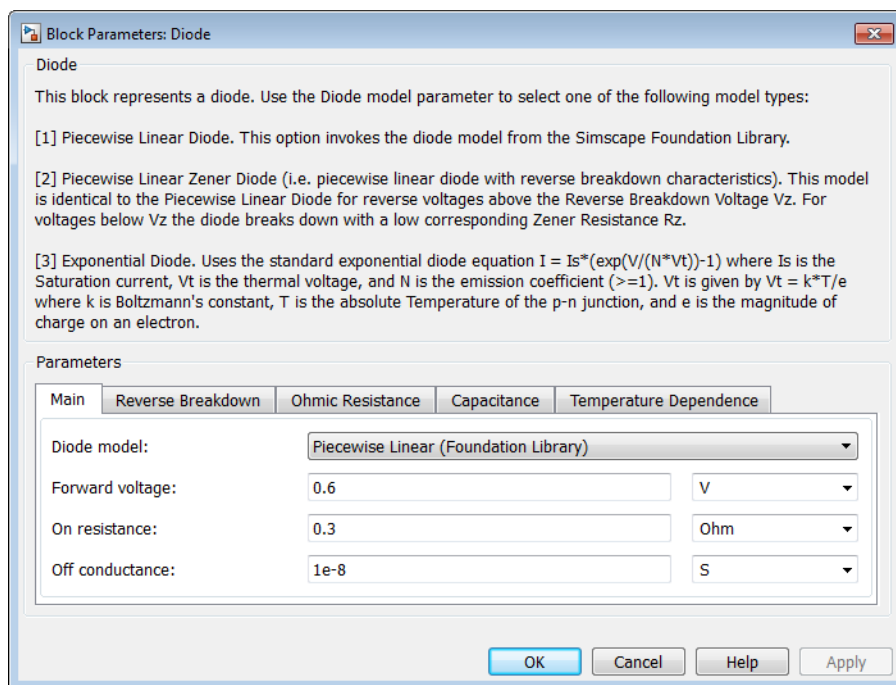 Block Parameters: Diode
Diode
This block represents a diode. Use the Diode model parameter to select one of the following model types:
[1] Piecewise Linear Diode. This option invokes the diode model from the Simscape Foundation Library.
[2] Piecewise Linear Zener Diode (i.e. piecewise linear diode with reverse breakdown characteristics). This model
is identical to the Piecewise Linear Diode for reverse voltages above the Reverse Breakdown Voltage Vz. For
voltages below Vz the diode breaks down with a low corresponding Zener Resistance Rz.
[3] Exponential Diode. Uses the standard exponential diode equation I = Is*(exp(V/(N*Vt))-1) where Is is the
Saturation current, Vt is the thermal voltage, and N is the emission coefficient (>=1). Vt is given by Vt = k*T/e
where k is Boltzmann's constant, T is the absolute Temperature of the p-n junction, and e is the magnitude of
charge on an electron.
Parameters
Main Reverse Breakdown Ohmic Resistance Capacitance Temperature Dependence
Diode model: Piecewise Linear (Foundation Library)
Forward voltage: 0.6 V
On resistance: 0.3 Ohm
Off conductance: 1e-8 S
OK Cancel Help Apply